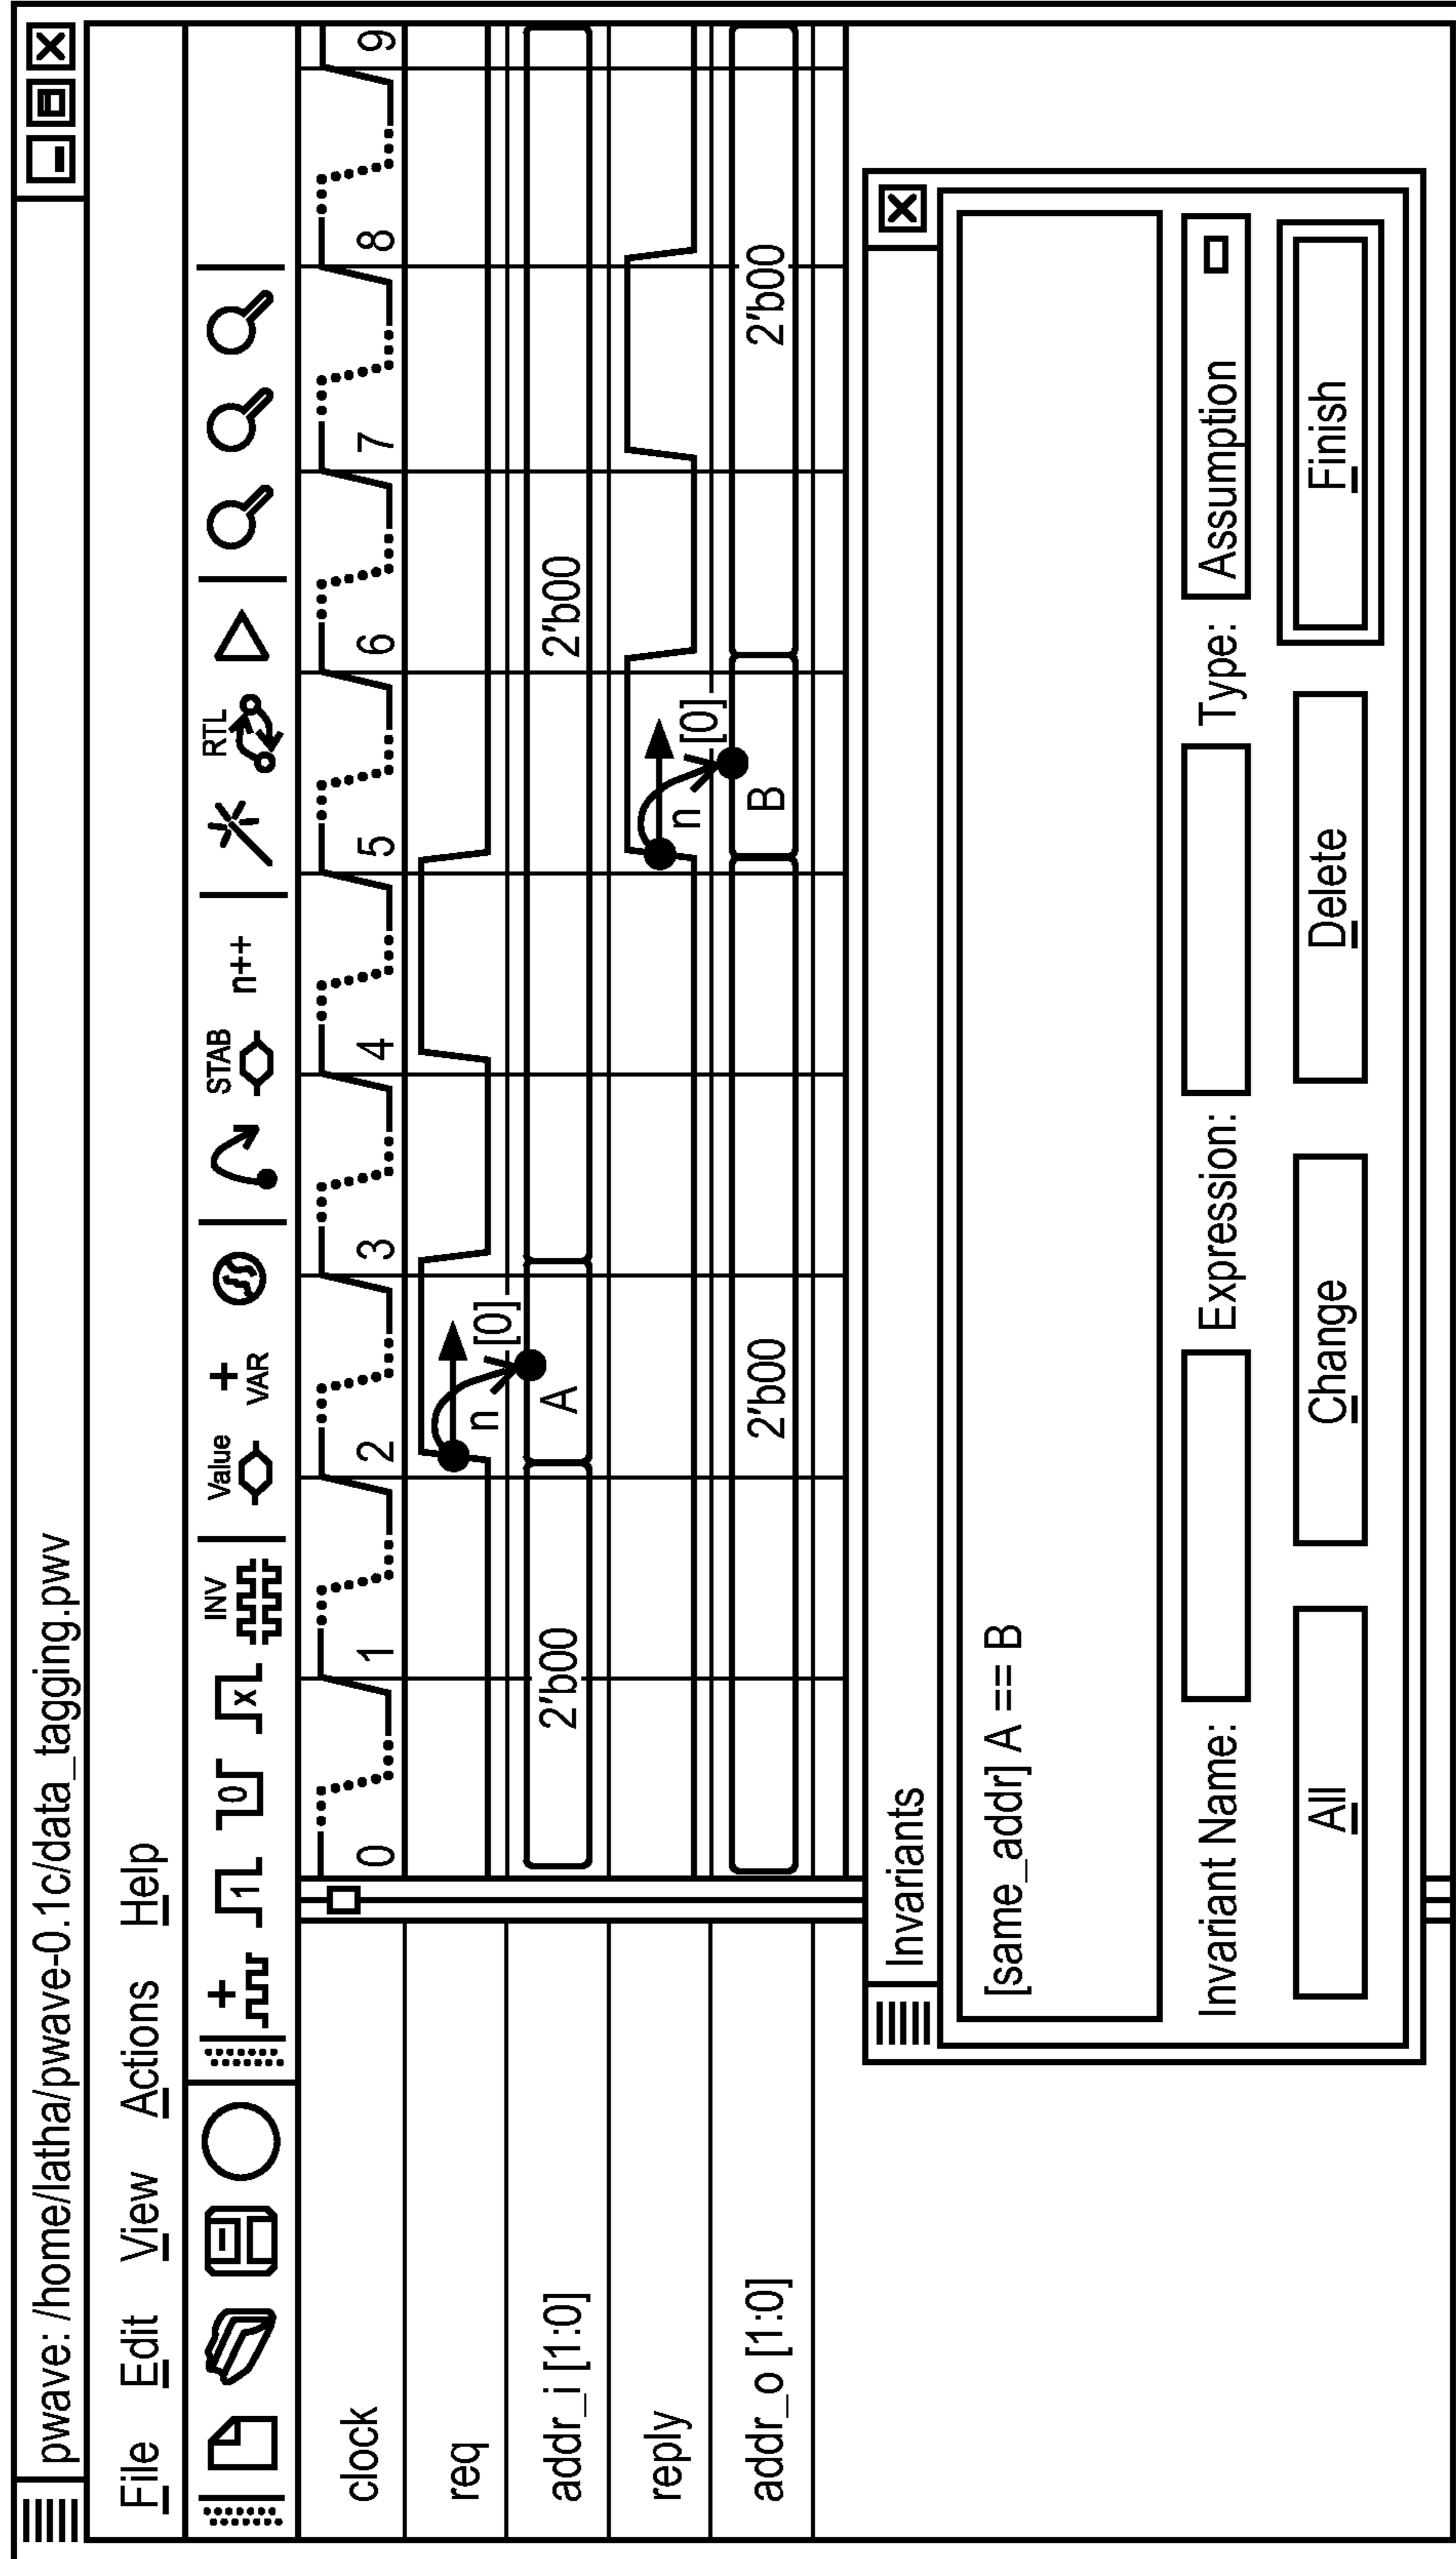 pwave: /home/latha/pwave-0.1c/data_tagging.pwv
File Edit View Actions Help
1 0 x INV Value + VAR STAB n++ RTL
clock 0 1 2 3 4 5 6 7 8 9
req n [0]
addr_i [1:0] 2'b00 A 2'b00
reply n [0]
addr_o [1:0] 2'b00 B 2'b00
Invariants
[same_addr] A == B
Invariant Name: Expression: Type: Assumption
All Change Delete Finish